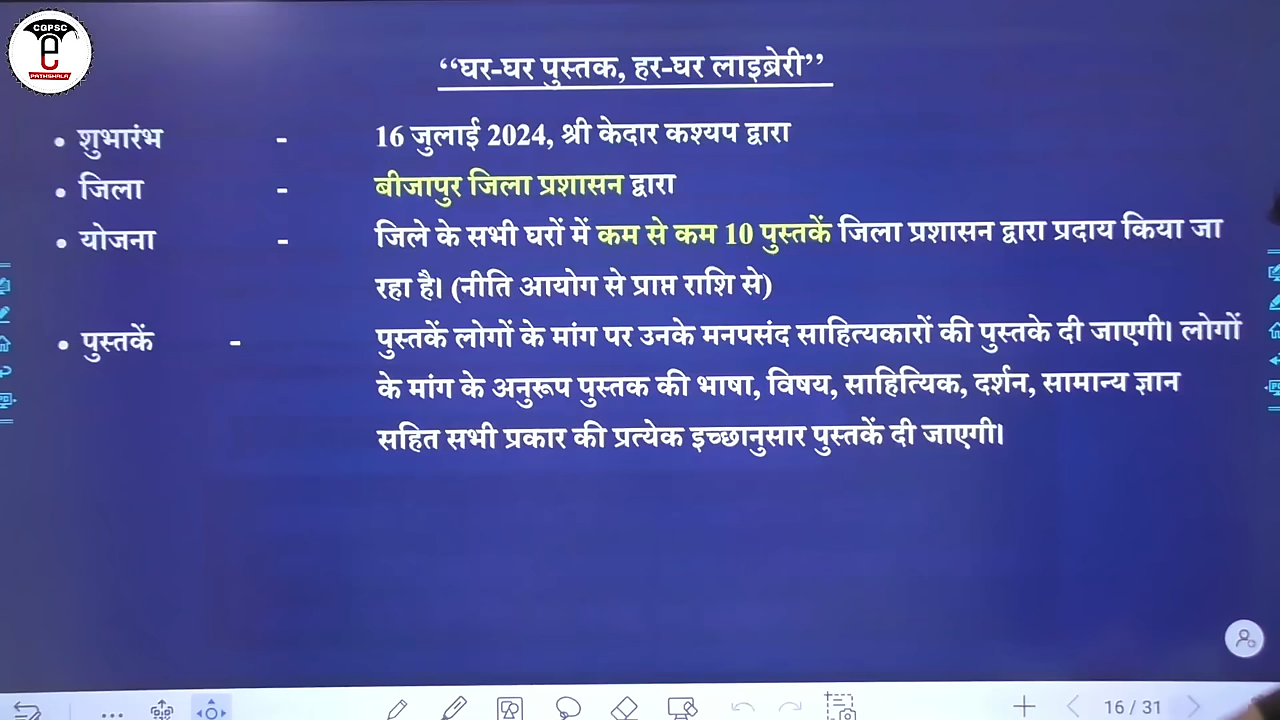 CGPSC
e
PATHSHALA
“घर-घर पुस्तक, हर-घर लाइब्रेरी”
• शुभारंभ - 16 जुलाई 2024, श्री केदार कश्यप द्वारा
• जिला - बीजापुर जिला प्रशासन द्वारा
• योजना - जिले के सभी घरों में कम से कम 10 पुस्तकें जिला प्रशासन द्वारा प्रदाय किया जा
रहा है। (नीति आयोग से प्राप्त राशि से)
• पुस्तकें - पुस्तकें लोगों के मांग पर उनके मनपसंद साहित्यकारों की पुस्तके दी जाएगी। लोगों
के मांग के अनुरूप पुस्तक की भाषा, विषय, साहित्यिक, दर्शन, सामान्य ज्ञान
सहित सभी प्रकार की प्रत्येक इच्छानुसार पुस्तकें दी जाएगी।
16 / 31